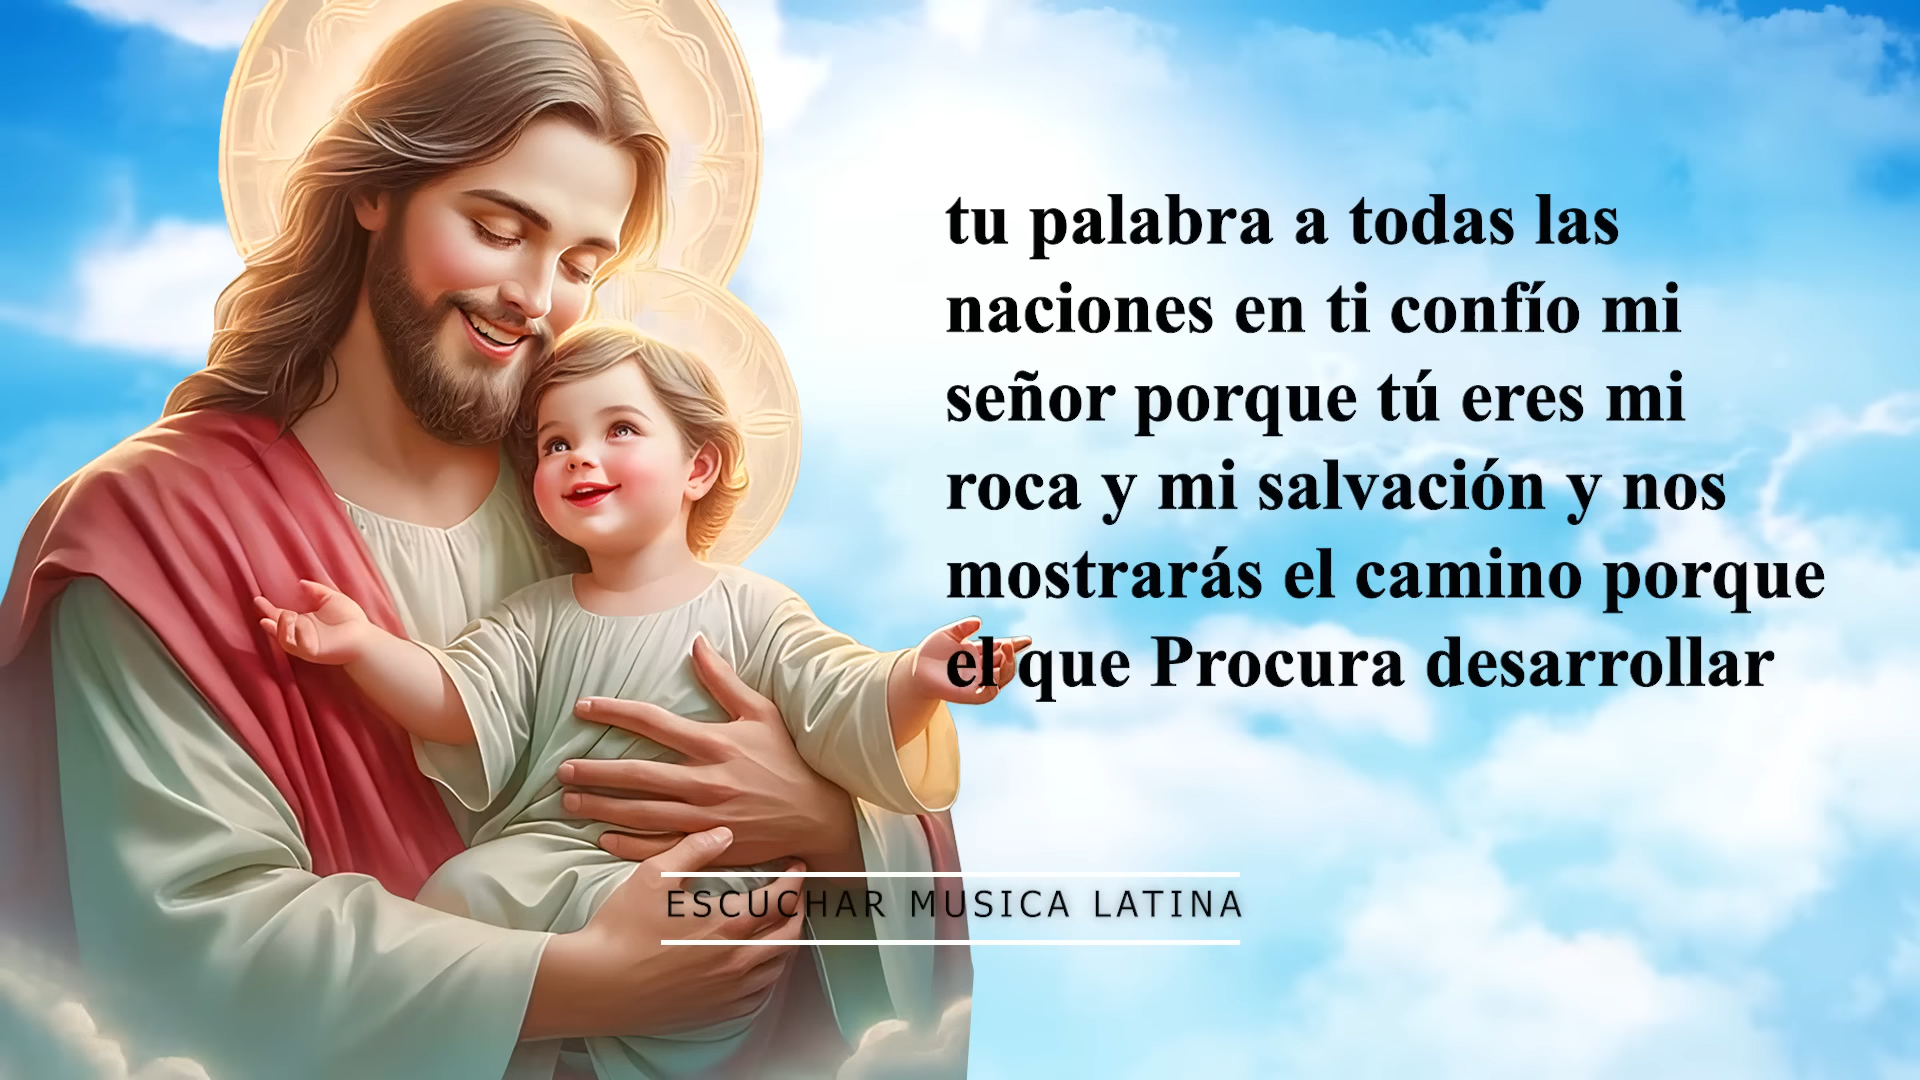 tu palabra a todas las
naciones en ti confío mi
señor porque tú eres mi
roca y mi salvación y nos
mostrarás el camino porque
el que Procura desarrollar
ESCUCHAR MUSICA LATINA